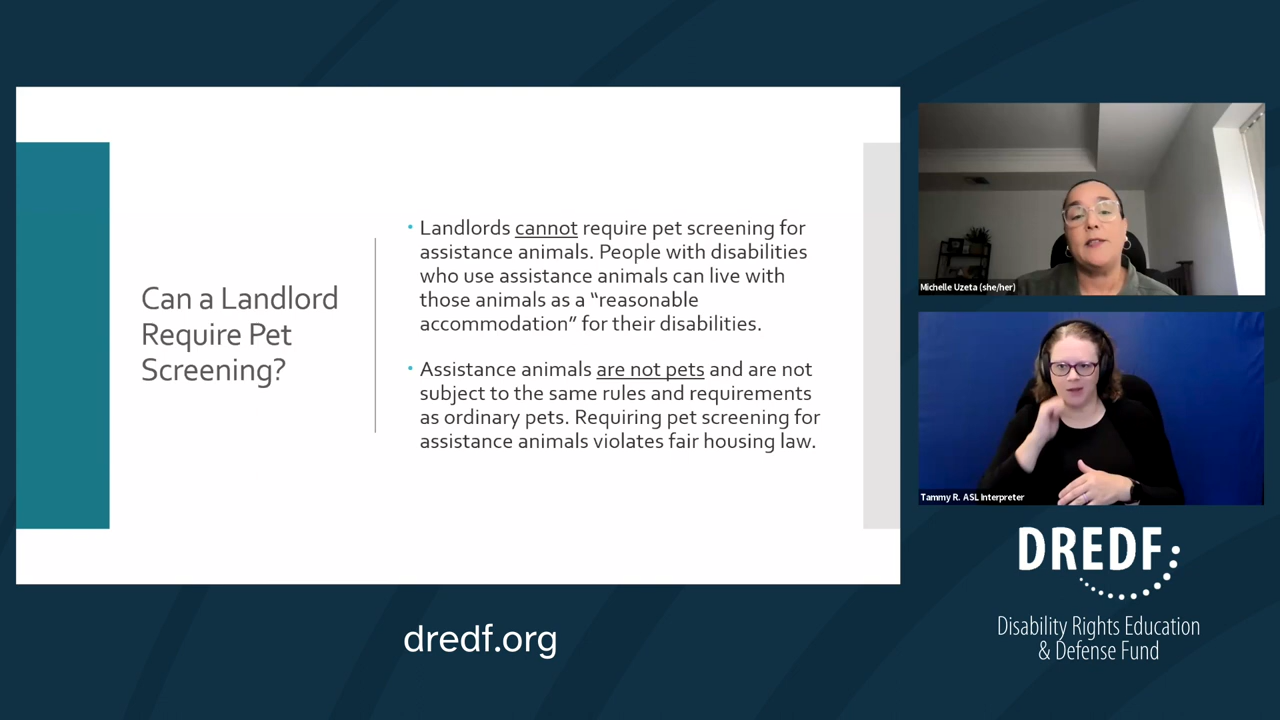 Can a Landlord
Require Pet
Screening?
• Landlords cannot require pet screening for
assistance animals. People with disabilities
who use assistance animals can live with
those animals as a “reasonable
accommodation” for their disabilities.
• Assistance animals are not pets and are not
subject to the same rules and requirements
as ordinary pets. Requiring pet screening for
assistance animals violates fair housing law.
Michelle Uzeta (she/her)
Tammy R. ASL Interpreter
DREDF
Disability Rights Education
& Defense Fund
dredf.org